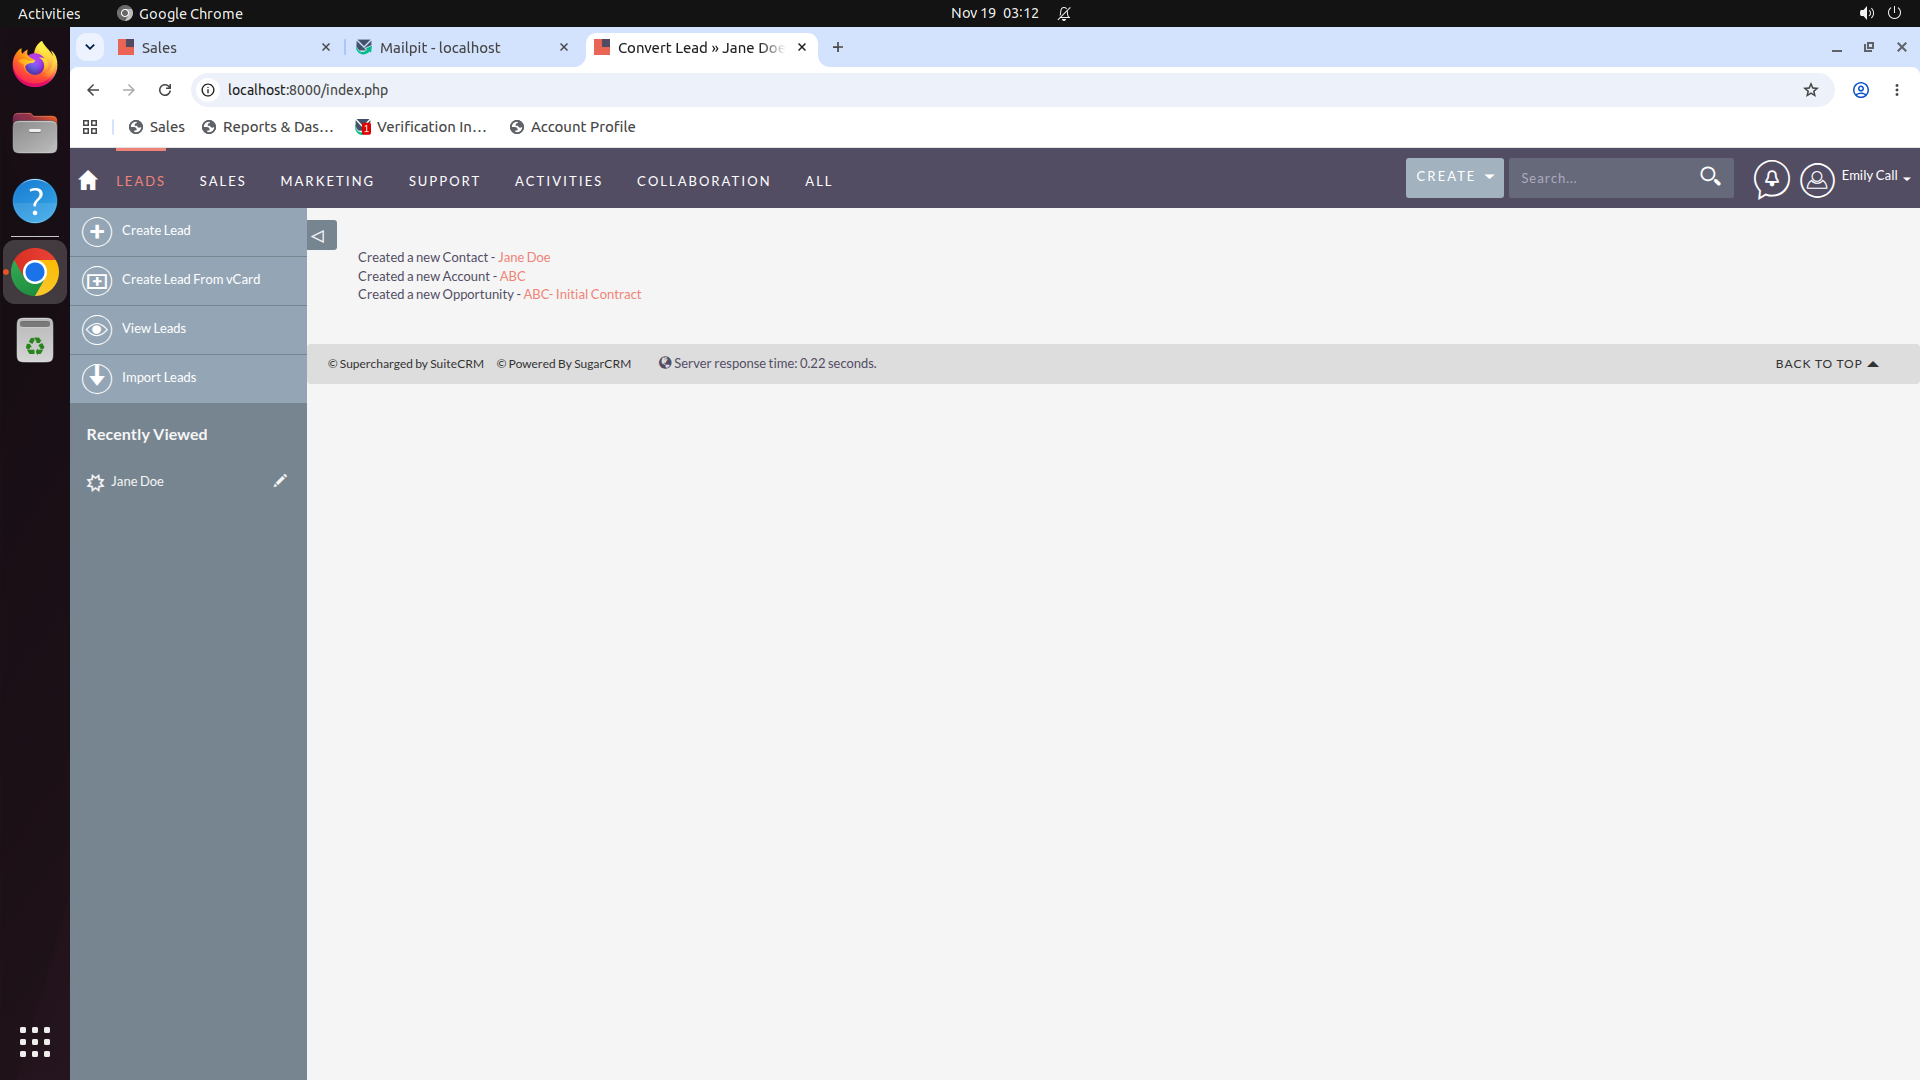 Activities
Google Chrome
Nov 19 03:12
Sales
Mailpit - localhost
Convert Lead » Jane Doe
localhost:8000/index.php
Sales
Reports & Das…
1
Verification In…
Account Profile
LEADS
SALES
MARKETING
SUPPORT
ACTIVITIES
COLLABORATION
ALL
CREATE
Search...
Emily Call
Create Lead
Create Lead From vCard
View Leads
Import Leads
Recently Viewed
Jane Doe
Created a new Contact - Jane Doe
Created a new Account - ABC
Created a new Opportunity - ABC- Initial Contract
© Supercharged by SuiteCRM
© Powered By SugarCRM
Server response time: 0.22 seconds.
BACK TO TOP